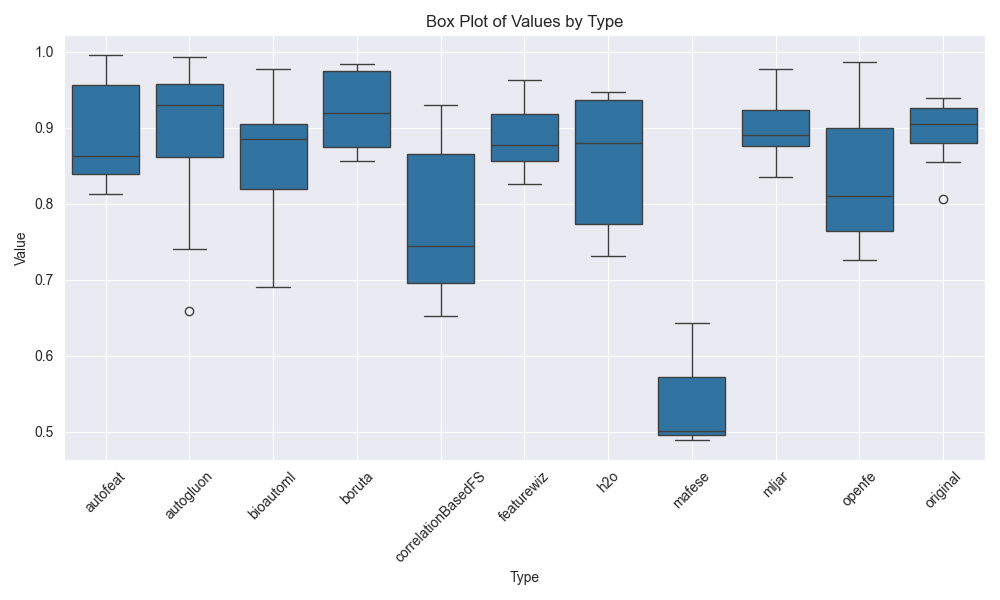 Box Plot of Values by Type
Value
1.0
0.9
0.8
0.7
0.6
0.5
autofeat
autogluon
bioautoml
boruta
correlationBasedFS
featurewiz
h2o
mafese
mljar
openfe
original
Type